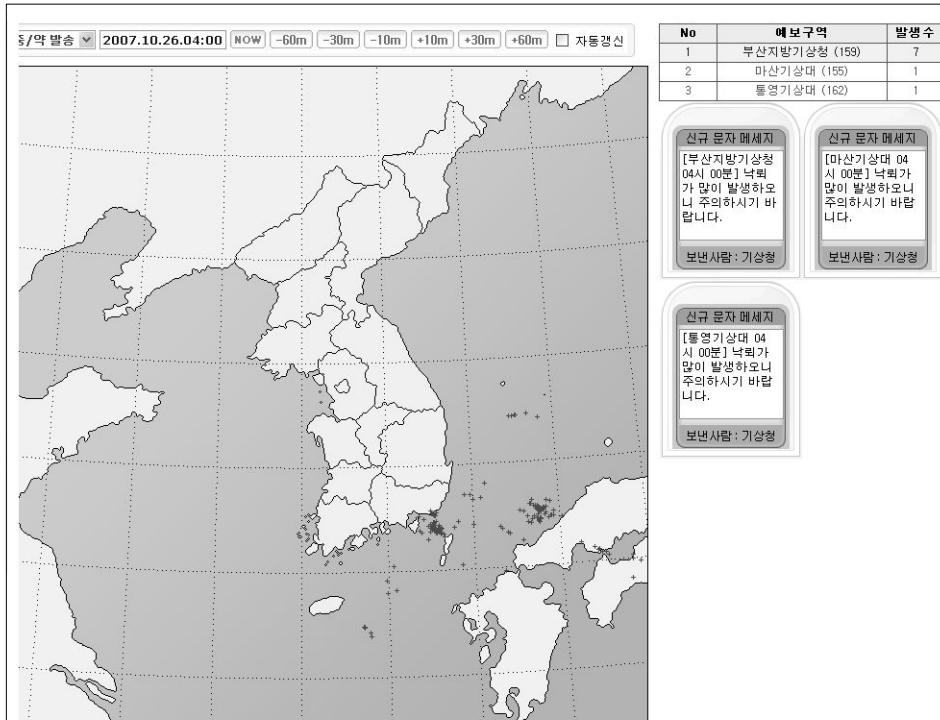 중/약 발송 2007.10.26.04:00 NOW -60m -30m -10m +10m +30m +60m 자동갱신
No 예보구역 발생수
1 부산지방기상청 (159) 7
2 마산기상대 (155) 1
3 통영기상대 (162) 1
신규 문자 메세지
[부산지방기상청
04시 00분] 낙뢰
가 많이 발생하오
니 주의하시기 바
랍니다.
보낸사람 : 기상청
신규 문자 메세지
[마산기상대 04
시 00분] 낙뢰가
많이 발생하오니
주의하시기 바랍
니다.
보낸사람 : 기상청
신규 문자 메세지
[통영기상대 04
시 00분] 낙뢰가
많이 발생하오니
주의하시기 바랍
니다.
보낸사람 : 기상청